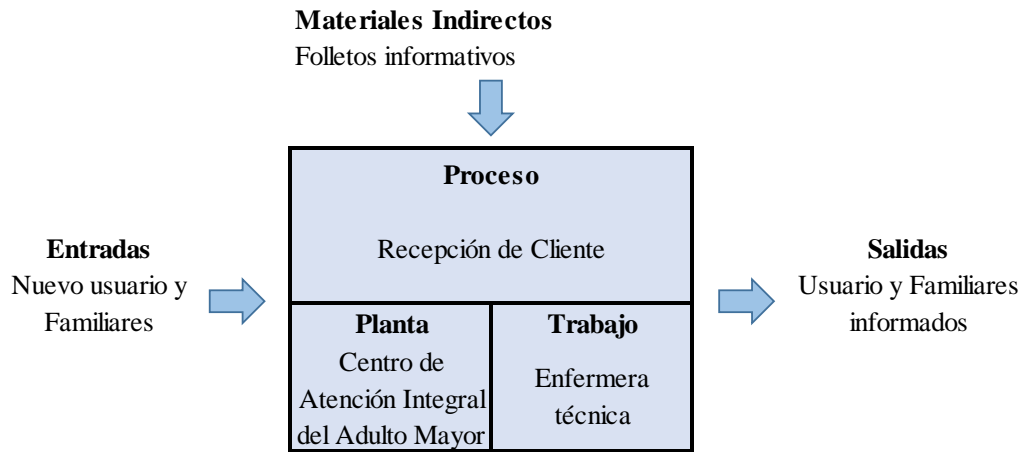 Materiales Indirectos
Folletos informativos
Proceso
Recepción de Cliente
Entradas
Nuevo usuario y
Familiares
Salidas
Usuario y Familiares
informados
Planta
Centro de
Atención Integral
del Adulto Mayor
Trabajo
Enfermera
técnica